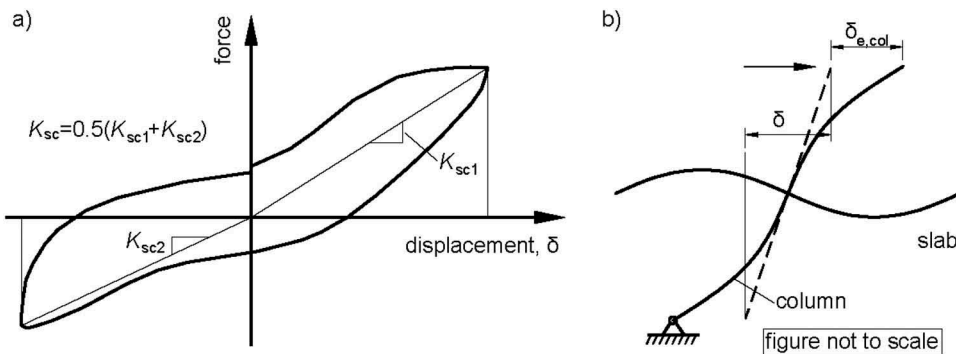 a)
force
K_sc=0.5(K_sc1+K_sc2)
K_sc1
K_sc2
displacement, δ
b)
δ_e,col
δ
slab
column
figure not to scale